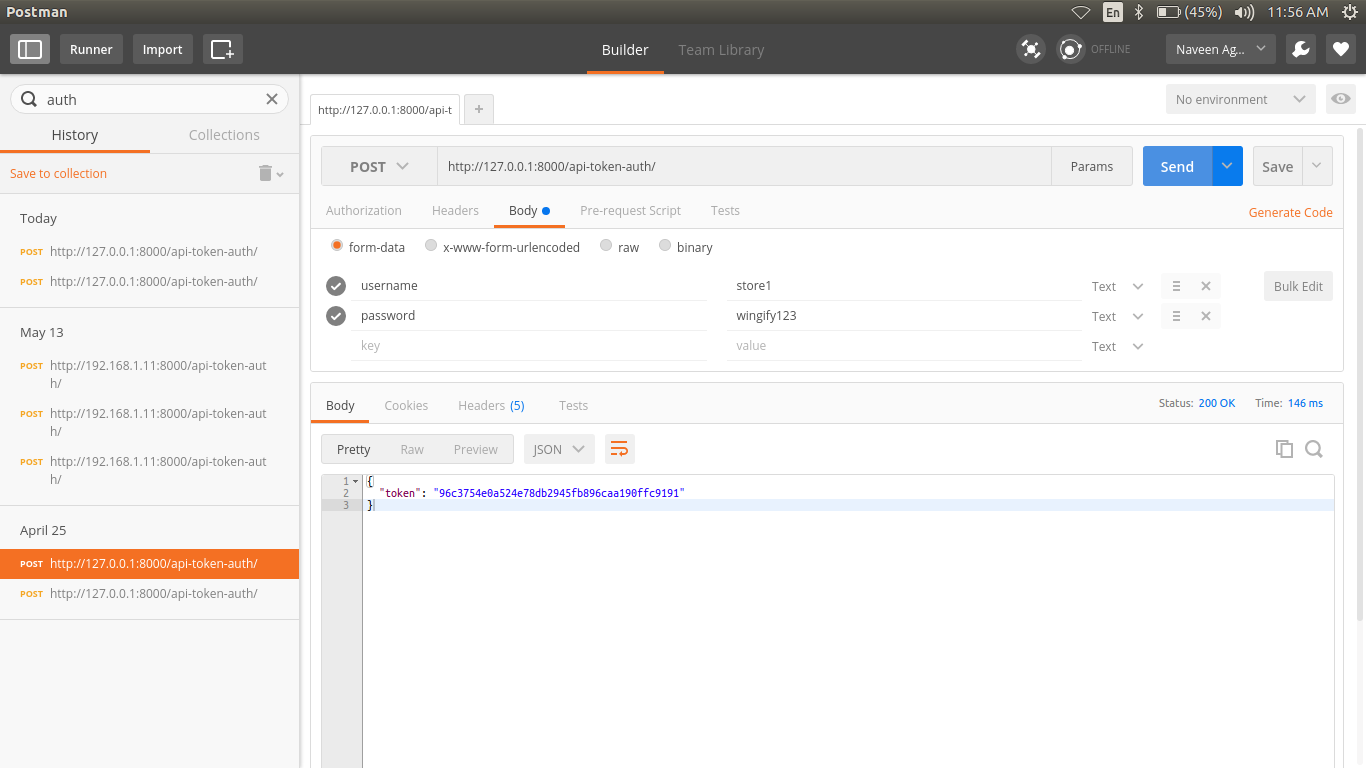 Postman
En
(45%)
11:56 AM
Runner
Import
Builder
Team Library
OFFLINE
Naveen Ag...
auth
History
Collections
Save to collection
Today
POST http://127.0.0.1:8000/api-token-auth/
POST http://127.0.0.1:8000/api-token-auth/
May 13
POST http://192.168.1.11:8000/api-token-aut
h/
POST http://192.168.1.11:8000/api-token-aut
h/
POST http://192.168.1.11:8000/api-token-aut
h/
April 25
POST http://127.0.0.1:8000/api-token-auth/
POST http://127.0.0.1:8000/api-token-auth/
http://127.0.0.1:8000/api-t
+
No environment
POST
http://127.0.0.1:8000/api-token-auth/
Params
Send
Save
Authorization
Headers
Body
Pre-request Script
Tests
Generate Code
form-data
x-www-form-urlencoded
raw
binary
username
store1
Text
Bulk Edit
password
wingify123
Text
key
value
Text
Body
Cookies
Headers (5)
Tests
Status: 200 OK
Time: 146 ms
Pretty
Raw
Preview
JSON
1 {
2 "token": "96c3754e0a524e78db2945fb896caa190ffc9191"
3 }